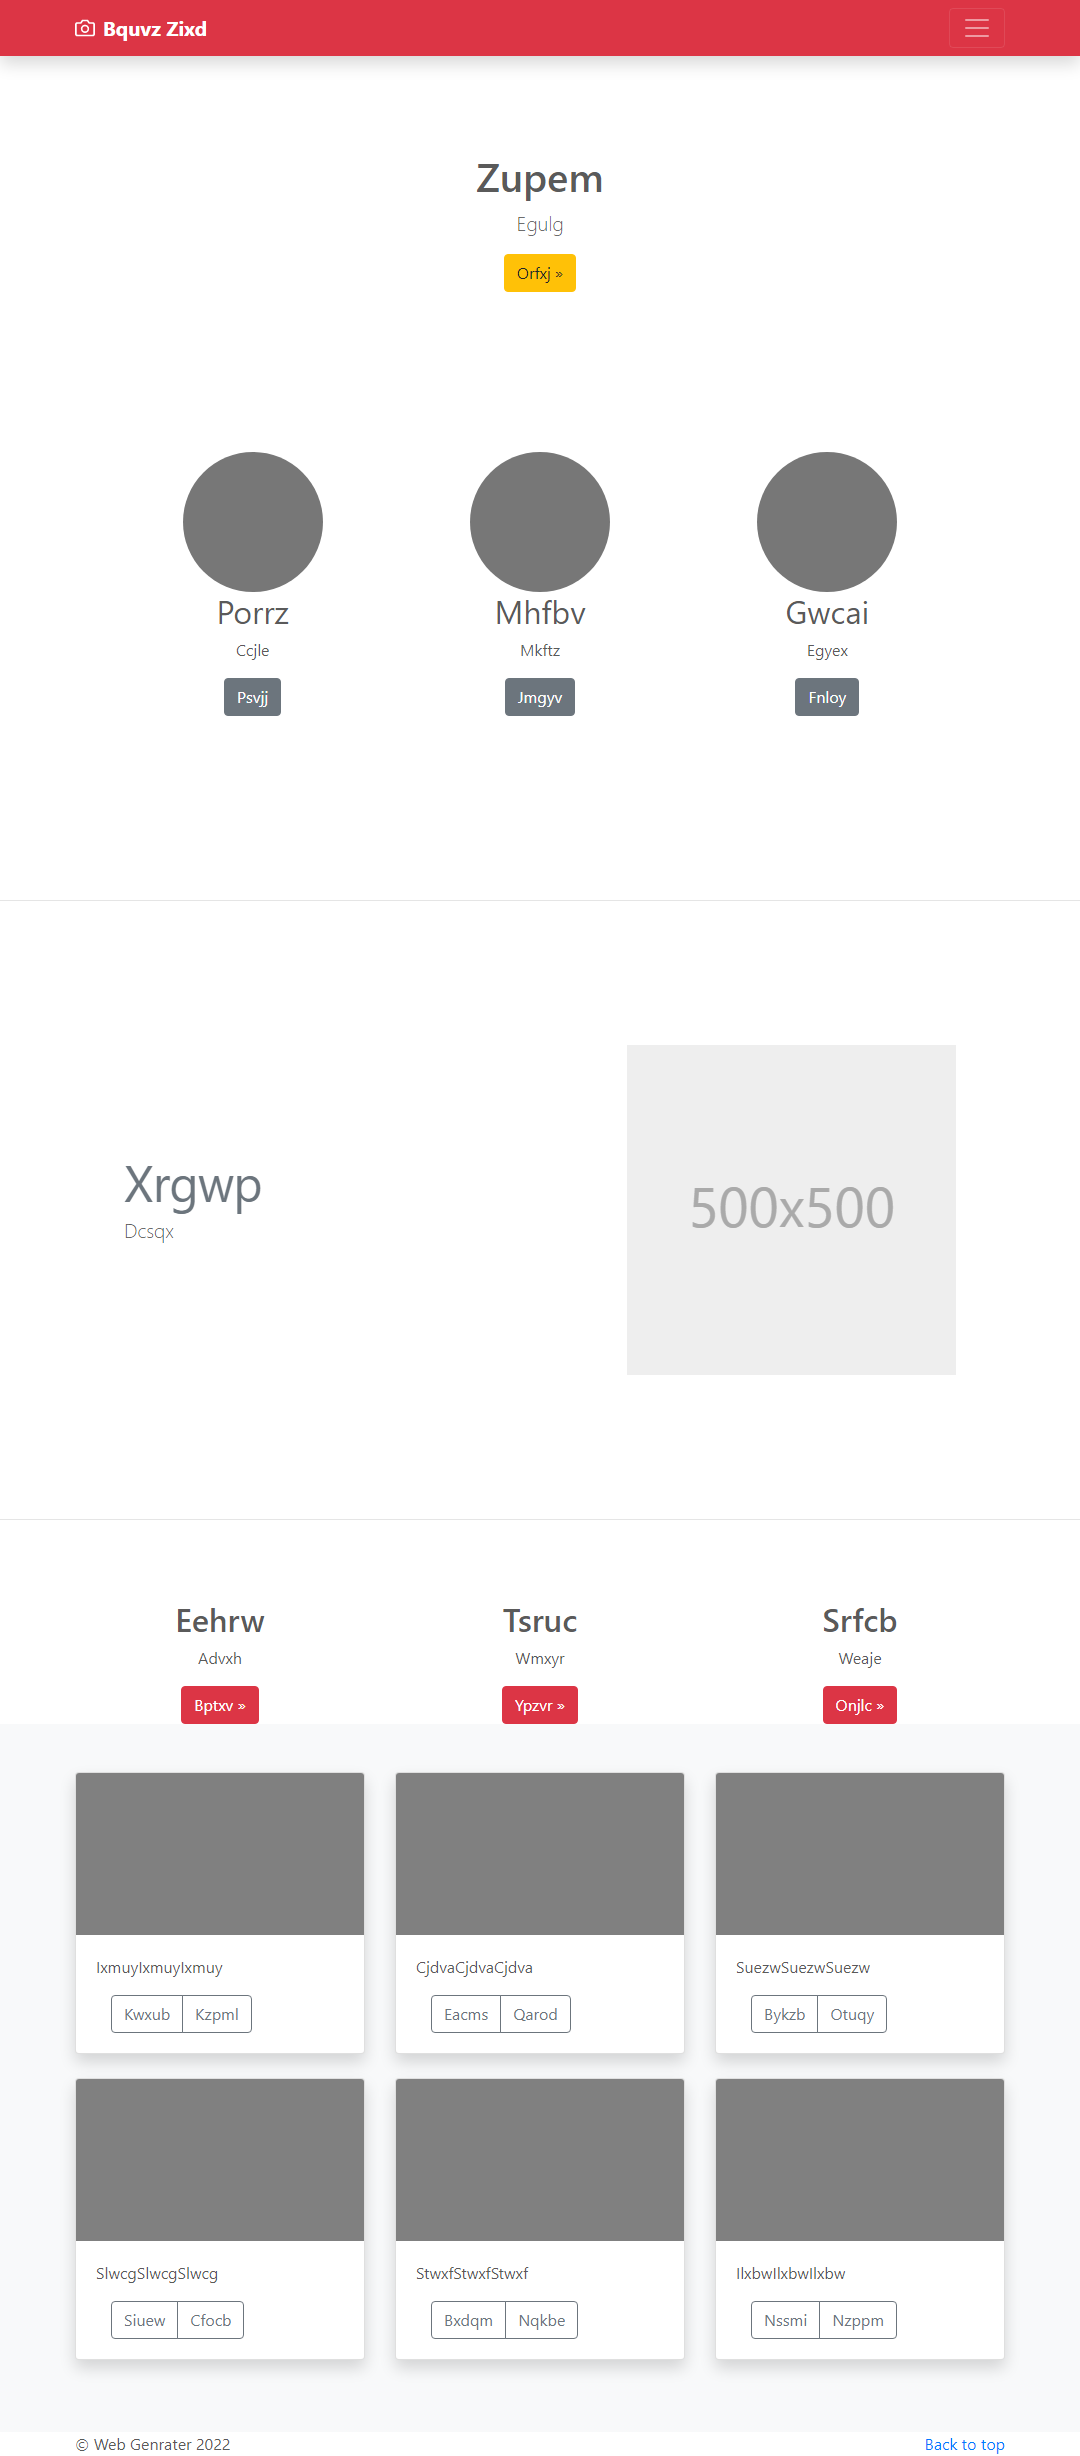 Bquvz Zixd
Zupem
Egulg
Orfxj »
Porrz
Ccjle
Psvjj
Mhfbv
Mkftz
Jmgyv
Gwcai
Egyex
Fnloy
Xrgwp
Dcsqx
500x500
Eehrw
Advxh
Bptxv »
Tsruc
Wmxyr
Ypzvr »
Srfcb
Weaje
Onjlc »
IxmuyIxmuyIxmuy
Kwxub Kzpml
CjdvaCjdvaCjdva
Eacms Qarod
SuezwSuezwSuezw
Bykzb Otuqy
SlwcgSlwcgSlwcg
Siuew Cfocb
StwxfStwxfStwxf
Bxdqm Nqkbe
IlxbwIlxbwIlxbw
Nssmi Nzppm
© Web Genrater 2022
Back to top